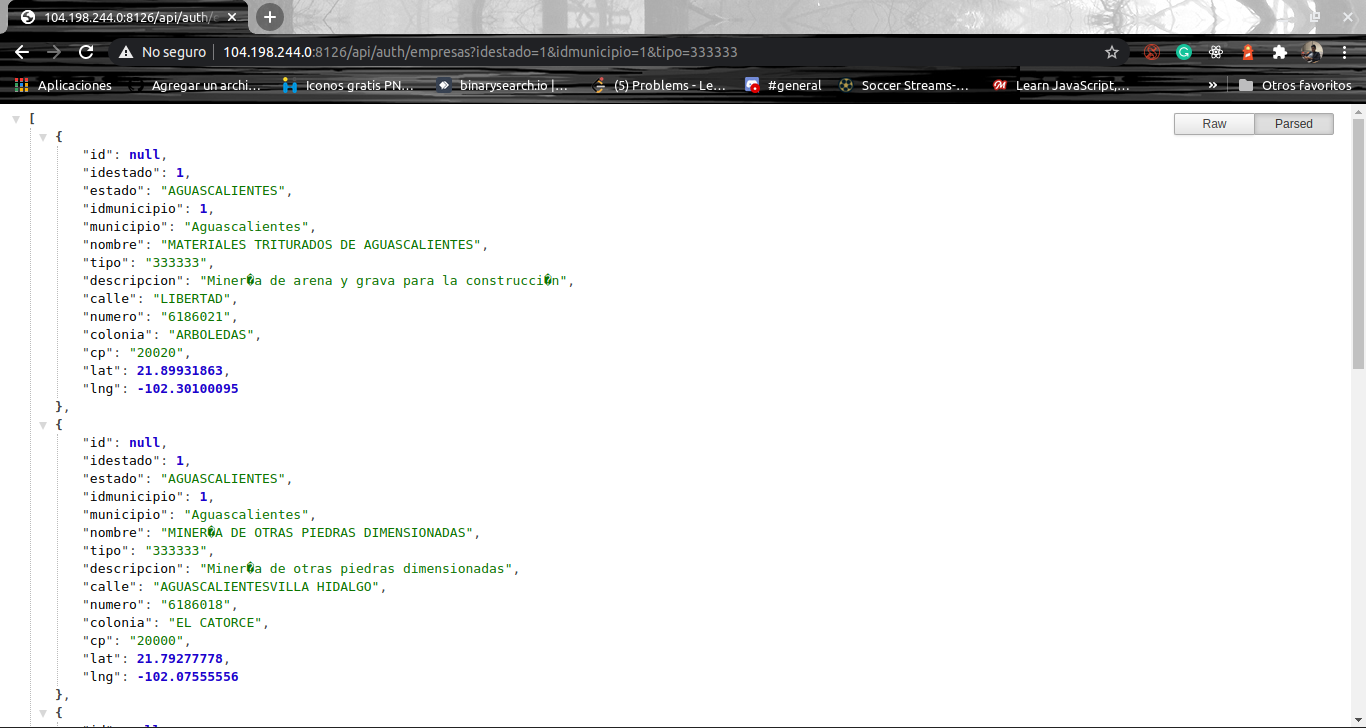 104.198.244.0:8126/api/auth/
No seguro
104.198.244.0:8126/api/auth/empresas?idestado=1&idmunicipio=1&tipo=333333
Aplicaciones
Agregar un archi...
Iconos gratis PN...
binarysearch.io |...
(5) Problems - Le...
#general
Soccer Streams-...
Learn JavaScript,...
»
Otros favoritos
Raw
Parsed
[
{
"id": null,
"idestado": 1,
"estado": "AGUASCALIENTES",
"idmunicipio": 1,
"municipio": "Aguascalientes",
"nombre": "MATERIALES TRITURADOS DE AGUASCALIENTES",
"tipo": "333333",
"descripcion": "Miner�a de arena y grava para la construcci�n",
"calle": "LIBERTAD",
"numero": "6186021",
"colonia": "ARBOLEDAS",
"cp": "20020",
"lat": 21.89931863,
"lng": -102.30100095
},
{
"id": null,
"idestado": 1,
"estado": "AGUASCALIENTES",
"idmunicipio": 1,
"municipio": "Aguascalientes",
"nombre": "MINER�A DE OTRAS PIEDRAS DIMENSIONADAS",
"tipo": "333333",
"descripcion": "Miner�a de otras piedras dimensionadas",
"calle": "AGUASCALIENTESVILLA HIDALGO",
"numero": "6186018",
"colonia": "EL CATORCE",
"cp": "20000",
"lat": 21.79277778,
"lng": -102.07555556
},
{